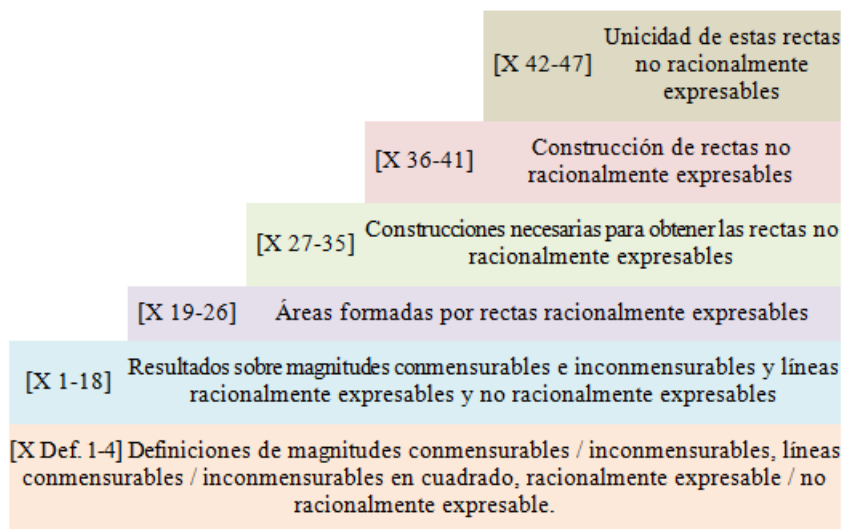 Unicidad de estas rectas
[X 42-47] no racionalmente
expresables
[X 36-41] Construcción de rectas no
racionalmente expresables
[X 27-35] Construcciones necesarias para obtener las rectas no
racionalmente expresables
[X 19-26] Áreas formadas por rectas racionalmente expresables
[X 1-18] Resultados sobre magnitudes conmensurables e inconmensurables y líneas
racionalmente expresables y no racionalmente expresables
[X Def. 1-4] Definiciones de magnitudes conmensurables / inconmensurables, líneas
conmensurables / inconmensurables en cuadrado, racionalmente expresable / no
racionalmente expresable.